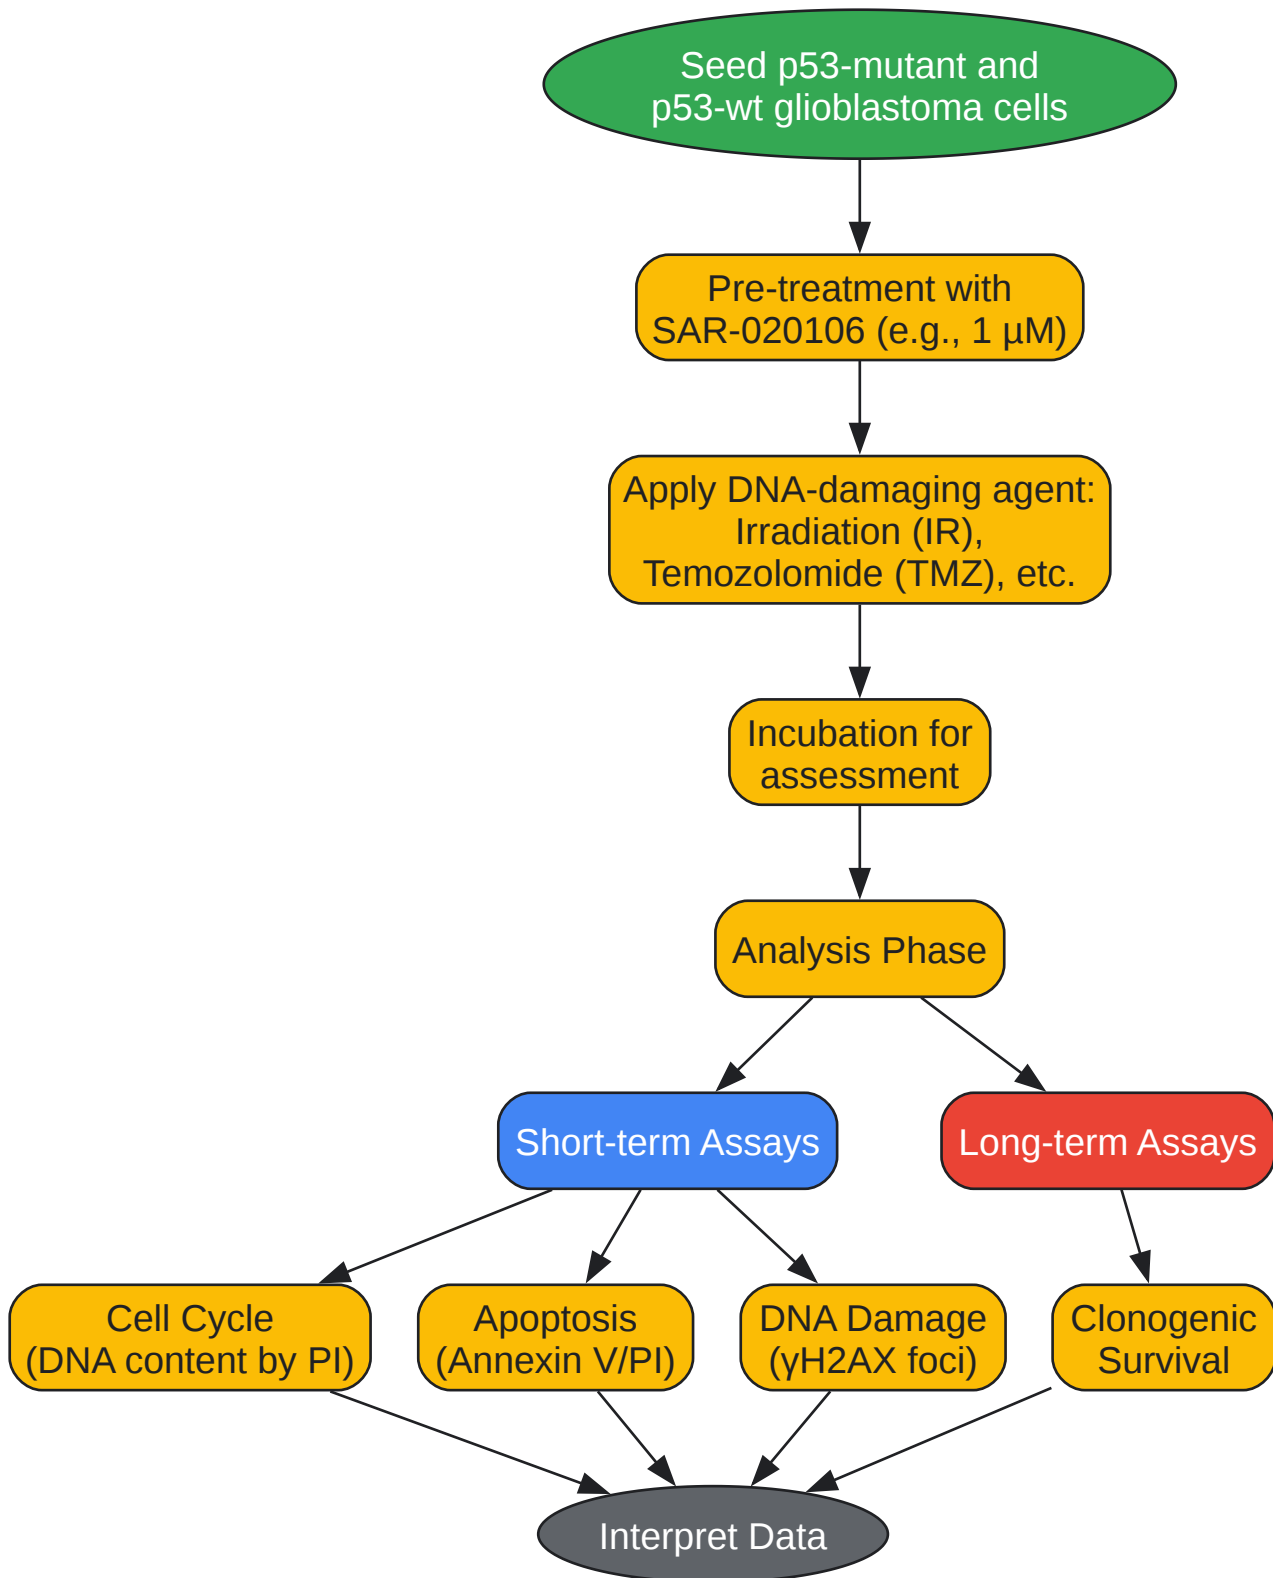 Seed p53-mutant and
p53-wt glioblastoma cells
Pre-treatment with
SAR-020106 (e.g., 1 µM)
Apply DNA-damaging agent:
Irradiation (IR),
Temozolomide (TMZ), etc.
Incubation for
assessment
Analysis Phase
Short-term Assays
Long-term Assays
Cell Cycle
(DNA content by PI)
Apoptosis
(Annexin V/PI)
DNA Damage
(γH2AX foci)
Clonogenic
Survival
Interpret Data